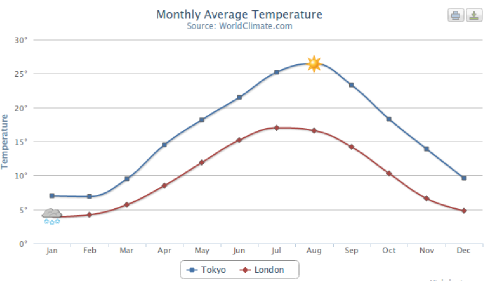 Monthly Average Temperature
Source: WorldClimate.com
Temperature
30°
25°
20°
15°
10°
5°
0°
Jan Feb Mar Apr May Jun Jul Aug Sep Oct Nov Dec
Tokyo London